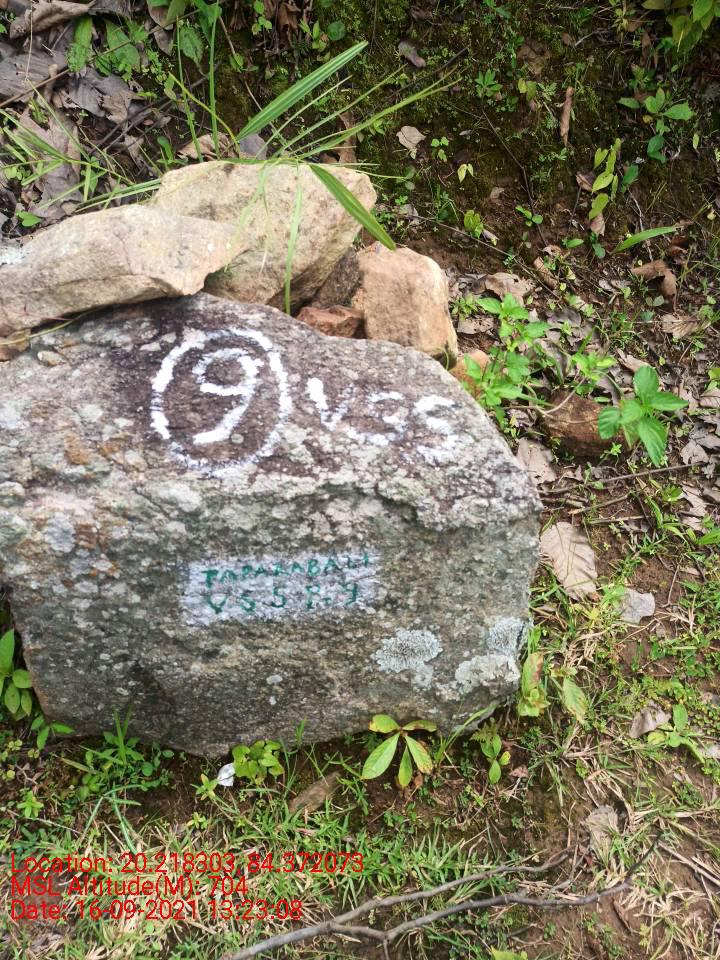 9 VSS
PAPARABALI
VSS P-9
Location: 20.218303, 84.372073
MSL Altitude(M): 704
Date: 16-09-2021 13:23:08